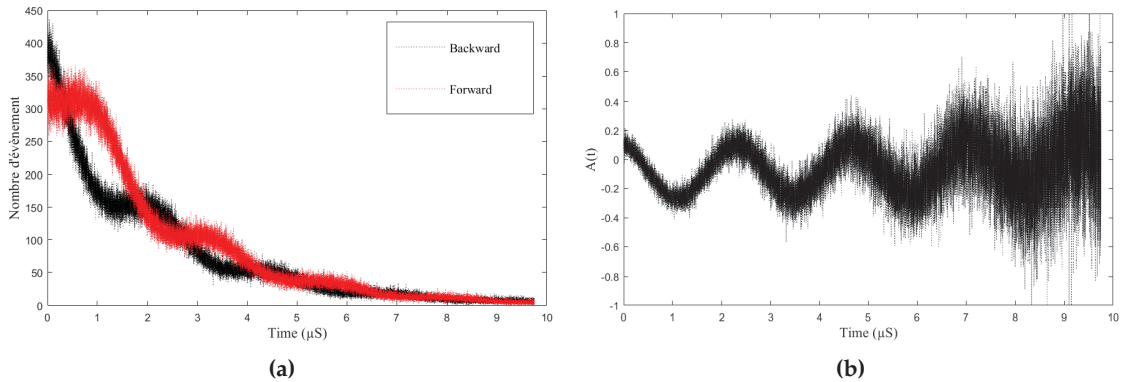 450
400
350
300
250
200
150
100
50
0
Nombre d'évènement
0 1 2 3 4 5 6 7 8 9 10
Time (µS)
Backward
Forward
(a)
1
0.8
0.6
0.4
0.2
0
-0.2
-0.4
-0.6
-0.8
-1
A(t)
0 1 2 3 4 5 6 7 8 9 10
Time (µS)
(b)